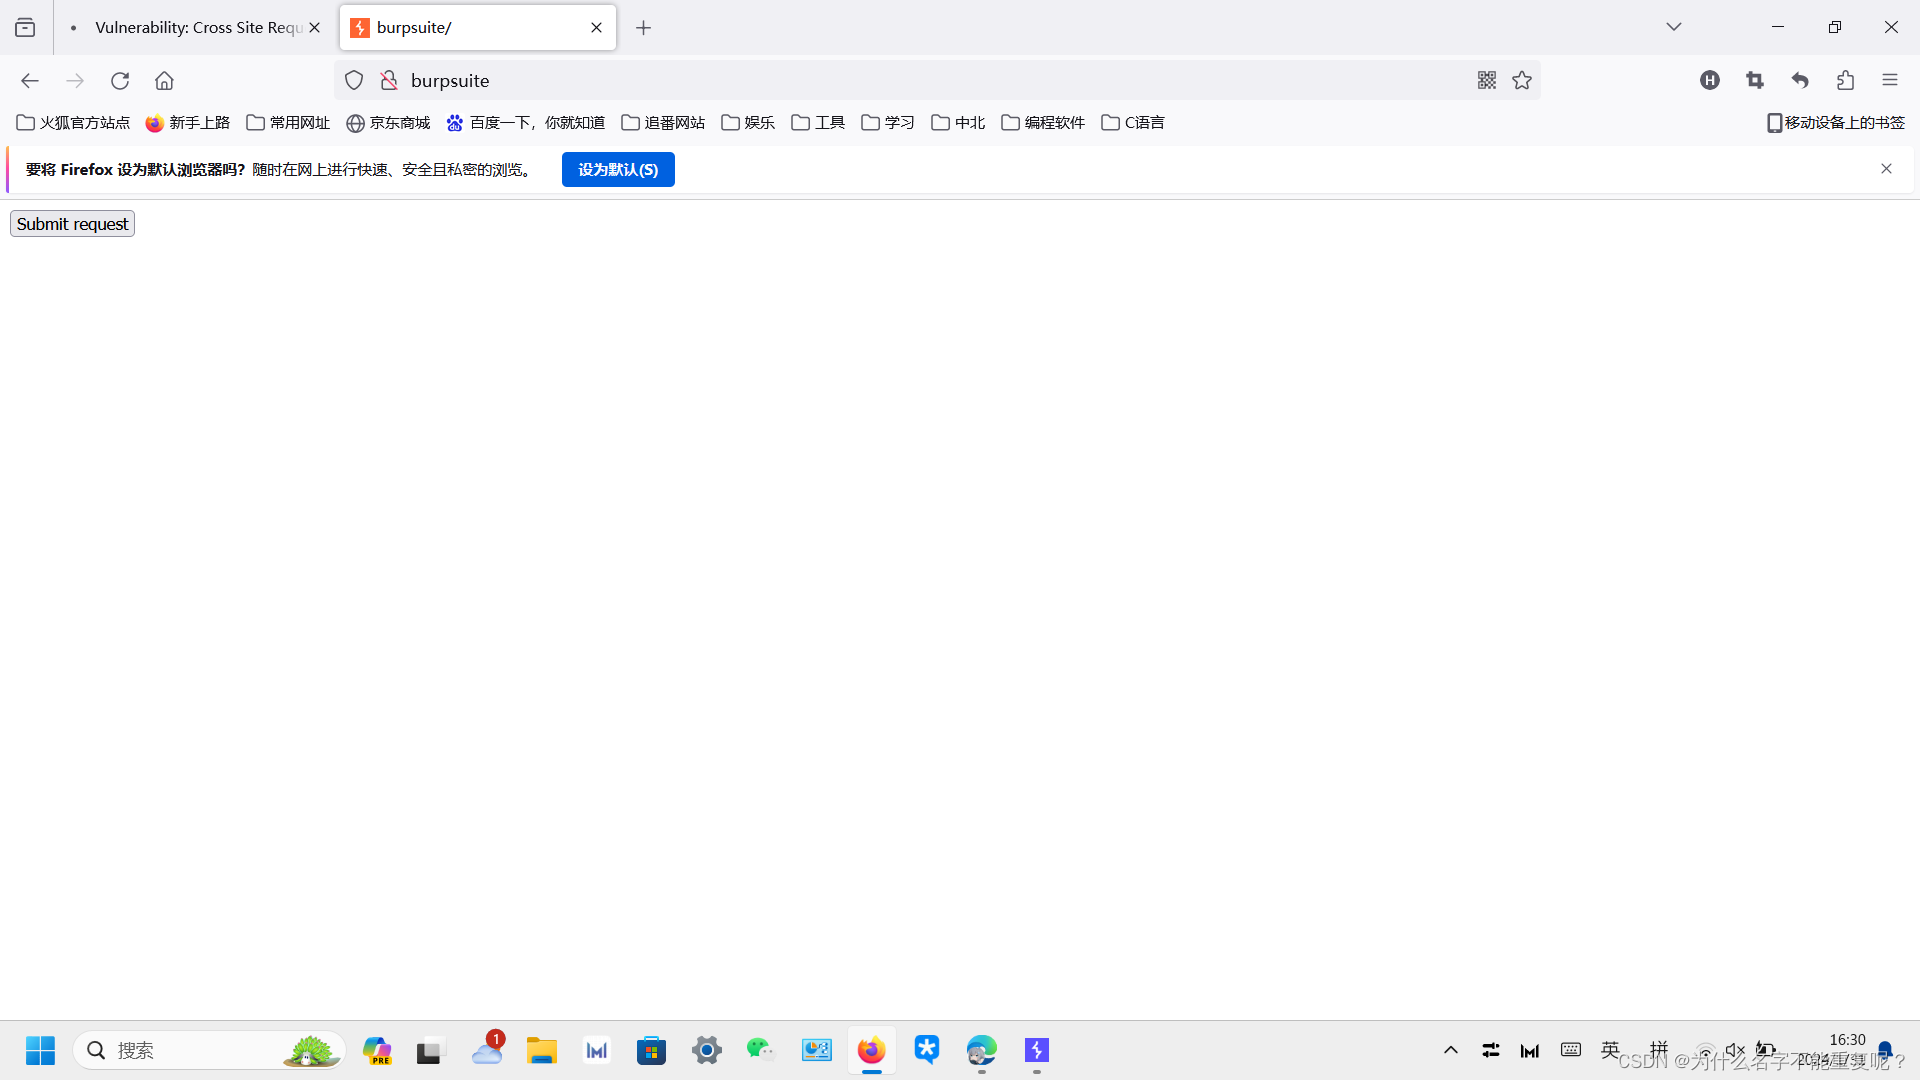 Vulnerability: Cross Site Requ
burpsuite/
burpsuite
火狐官方站点 新手上路 常用网址 京东商城 百度一下，你就知道 追番网站 娱乐 工具 学习 中北 编程软件 C语言 移动设备上的书签
要将 Firefox 设为默认浏览器吗？ 随时在网上进行快速、安全且私密的浏览。 设为默认(S)
Submit request
搜索
PRE
1
英
拼
16:30
CSDN @为什么名字不能重复呢？